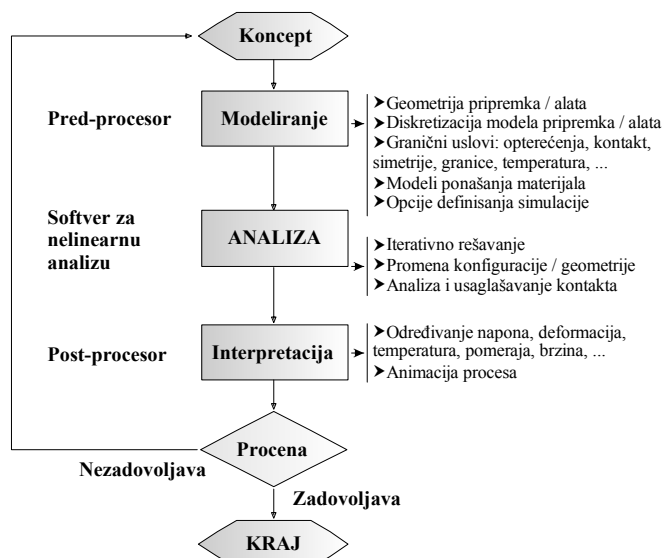 Koncept
Pred-procesor
Modeliranje
➤Geometrija pripremka / alata
➤Diskretizacija modela pripremka / alata
➤Granični uslovi: opterećenja, kontakt,
simetrije, granice, temperatura, ...
➤Modeli ponašanja materijala
➤Opcije definisanja simulacije
Softver za
nelinearnu
analizu
ANALIZA
➤Iterativno rešavanje
➤Promena konfiguracije / geometrije
➤Analiza i usaglašavanje kontakta
Post-procesor
Interpretacija
➤Određivanje napona, deformacija,
temperatura, pomeraja, brzina, ...
➤Animacija procesa
Procena
Nezadovoljava
Zadovoljava
KRAJ